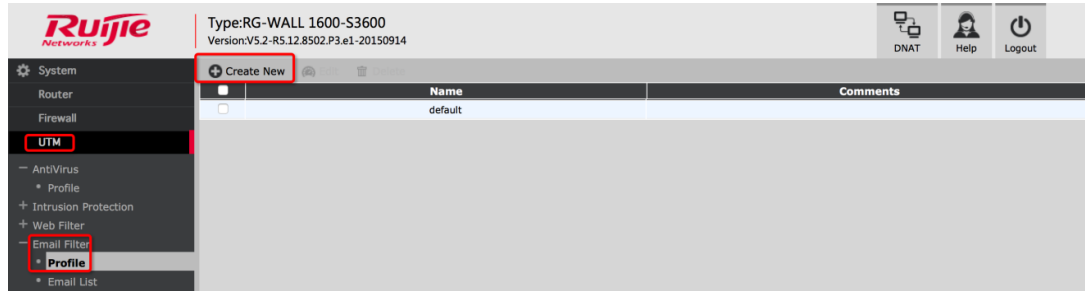 Ruijie
Networks
Type:RG-WALL 1600-S3600
Version:V5.2-R5.12.8502.P3.e1-20150914
DNAT
Help
Logout
System
Router
Firewall
UTM
AntiVirus
Profile
Intrusion Protection
Web Filter
Email Filter
Profile
Email List
Create New
Edit
Delete
Name
Comments
default